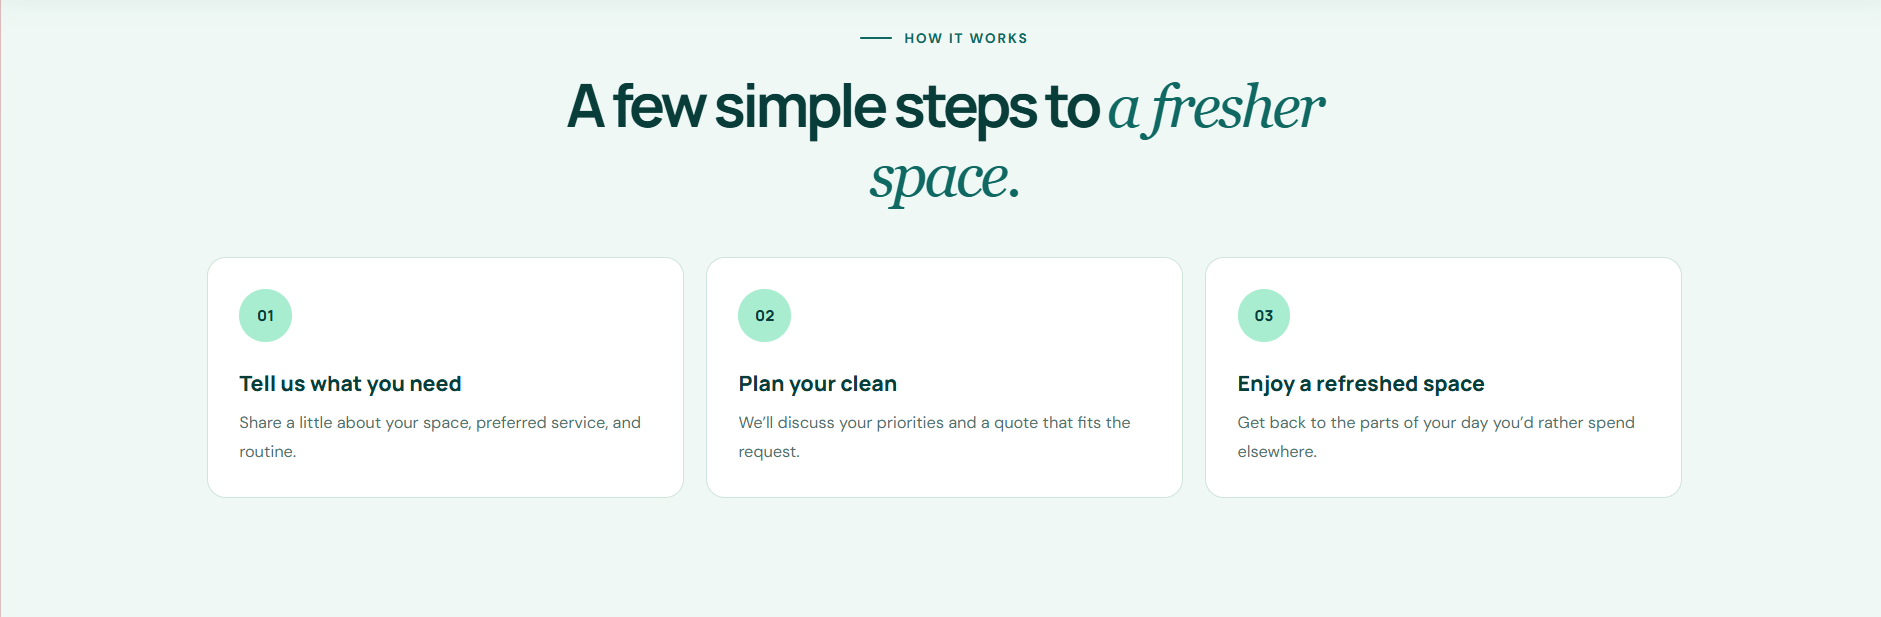 HOW IT WORKS
A few simple steps to a fresher
space.
01
Tell us what you need
Share a little about your space, preferred service, and
routine.
02
Plan your clean
We’ll discuss your priorities and a quote that fits the
request.
03
Enjoy a refreshed space
Get back to the parts of your day you’d rather spend
elsewhere.